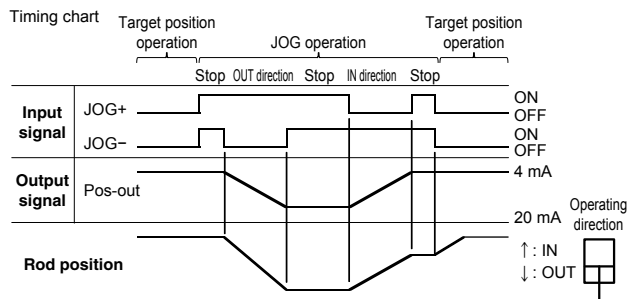 Timing chart
Target position operation
JOG operation
Target position operation
Stop OUT direction Stop IN direction Stop
Input signal
JOG+
ON
OFF
JOG−
ON
OFF
Output signal
Pos-out
4 mA
20 mA
Operating direction
Rod position
↑: IN
↓: OUT